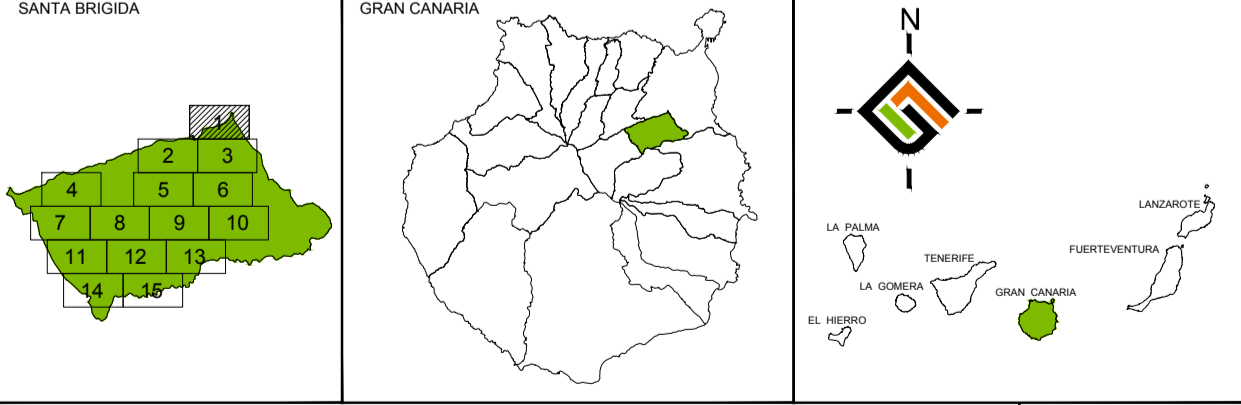 SANTA BRIGIDA
1
2 3
4 5 6
7 8 9 10
11 12 13
14 15
GRAN CANARIA
N
LANZAROTE
LA PALMA
FUERTEVENTURA
TENERIFE
LA GOMERA
GRAN CANARIA
EL HIERRO